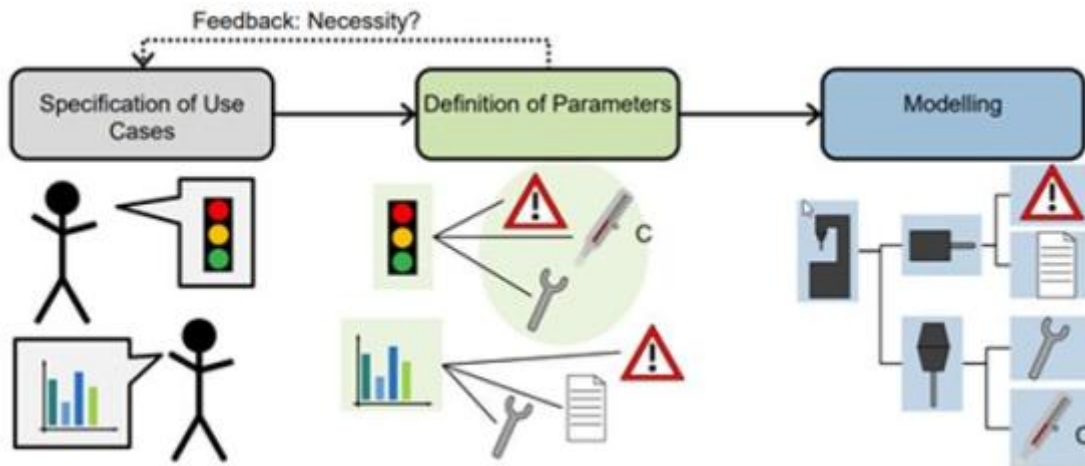 Feedback: Necessity?
Specification of Use
Cases
Definition of Parameters
Modelling
C
C